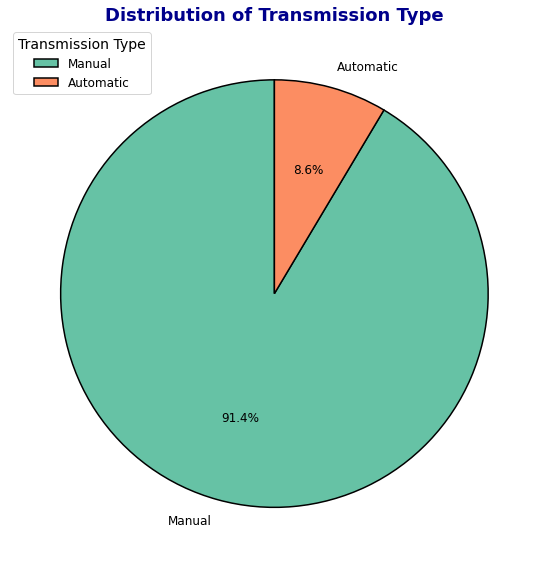 Distribution of Transmission Type
Transmission Type
Manual
Automatic
Automatic
8.6%
91.4%
Manual